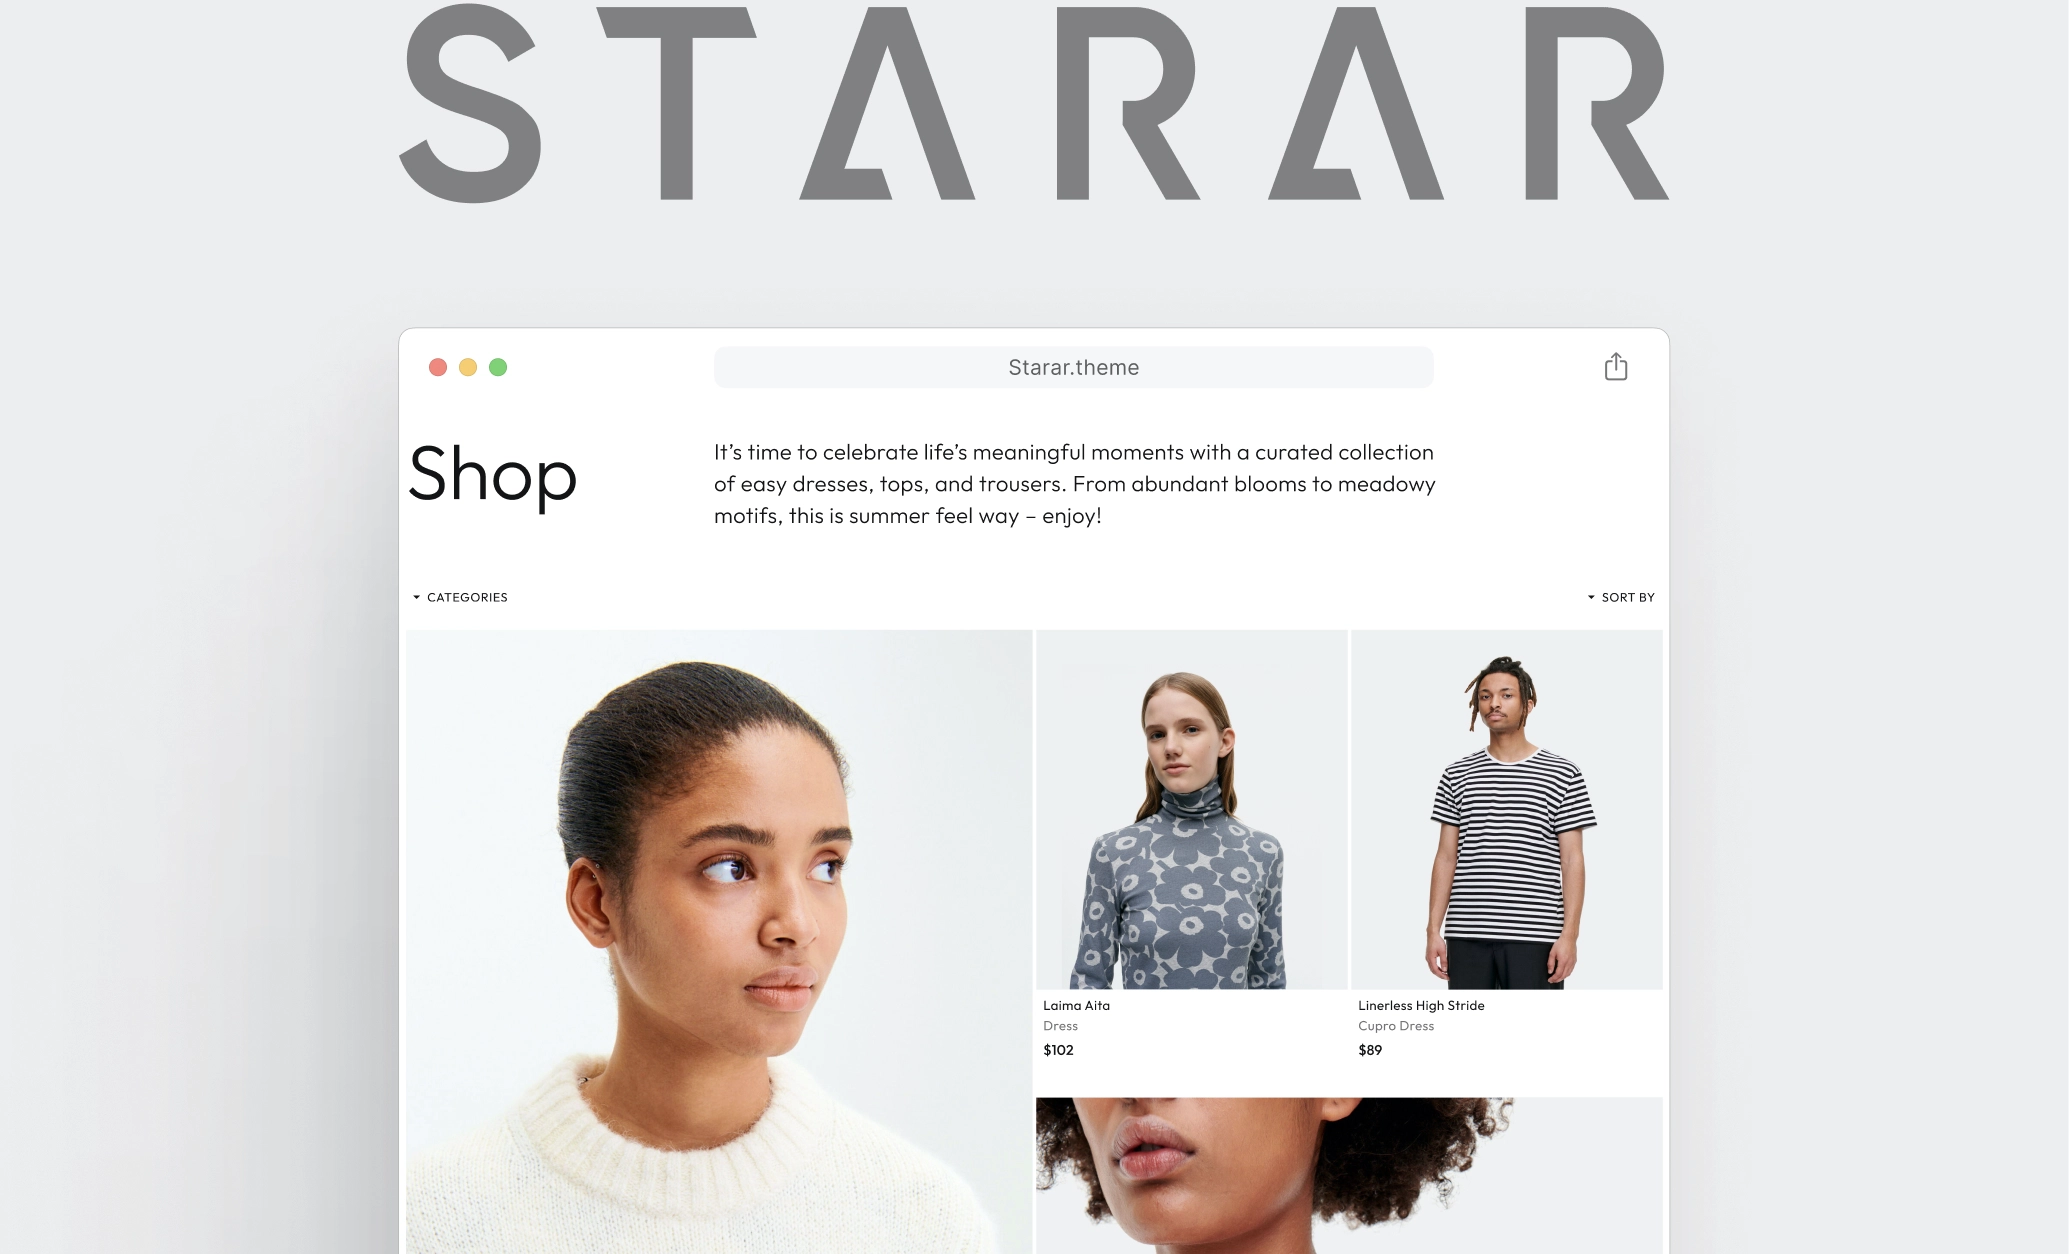 STARAR
Starar.theme
Shop
It’s time to celebrate life’s meaningful moments with a curated collection
of easy dresses, tops, and trousers. From abundant blooms to meadowy
motifs, this is summer feel way – enjoy!
CATEGORIES
SORT BY
Laima Aita
Dress
$102
Linerless High Stride
Cupro Dress
$89